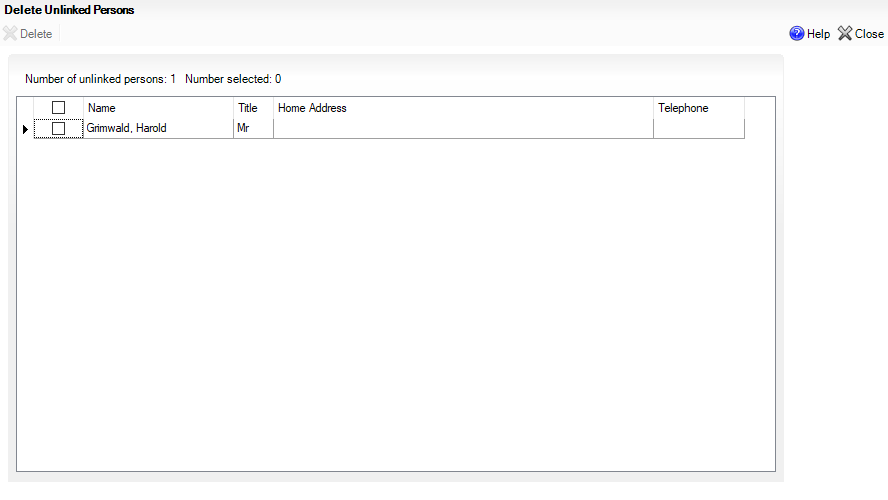 Delete Unlinked Persons
Delete Help Close
Number of unlinked persons: 1 Number selected: 0
Name Title Home Address Telephone
Grimwald, Harold Mr